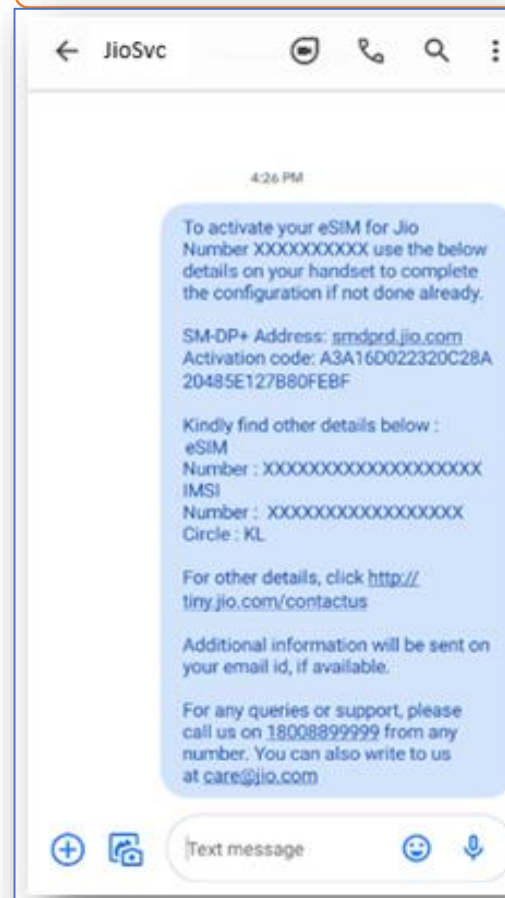 JioSvc
4:26 PM
To activate your eSIM for Jio
Number XXXXXXXXXX use the below
details on your handset to complete
the configuration if not done already.
SM-DP+ Address: smdprd.jio.com
Activation code: A3A16D022320C28A
20485E127B80FEBF
Kindly find other details below :
eSIM
Number : XXXXXXXXXXXXXXXXXXXX
IMSI
Number : XXXXXXXXXXXXXXXXXX
Circle : KL
For other details, click http://
tiny.jio.com/contactus
Additional information will be sent on
your email id, if available.
For any queries or support, please
call us on 18008899999 from any
number. You can also write to us
at care@jio.com
Text message